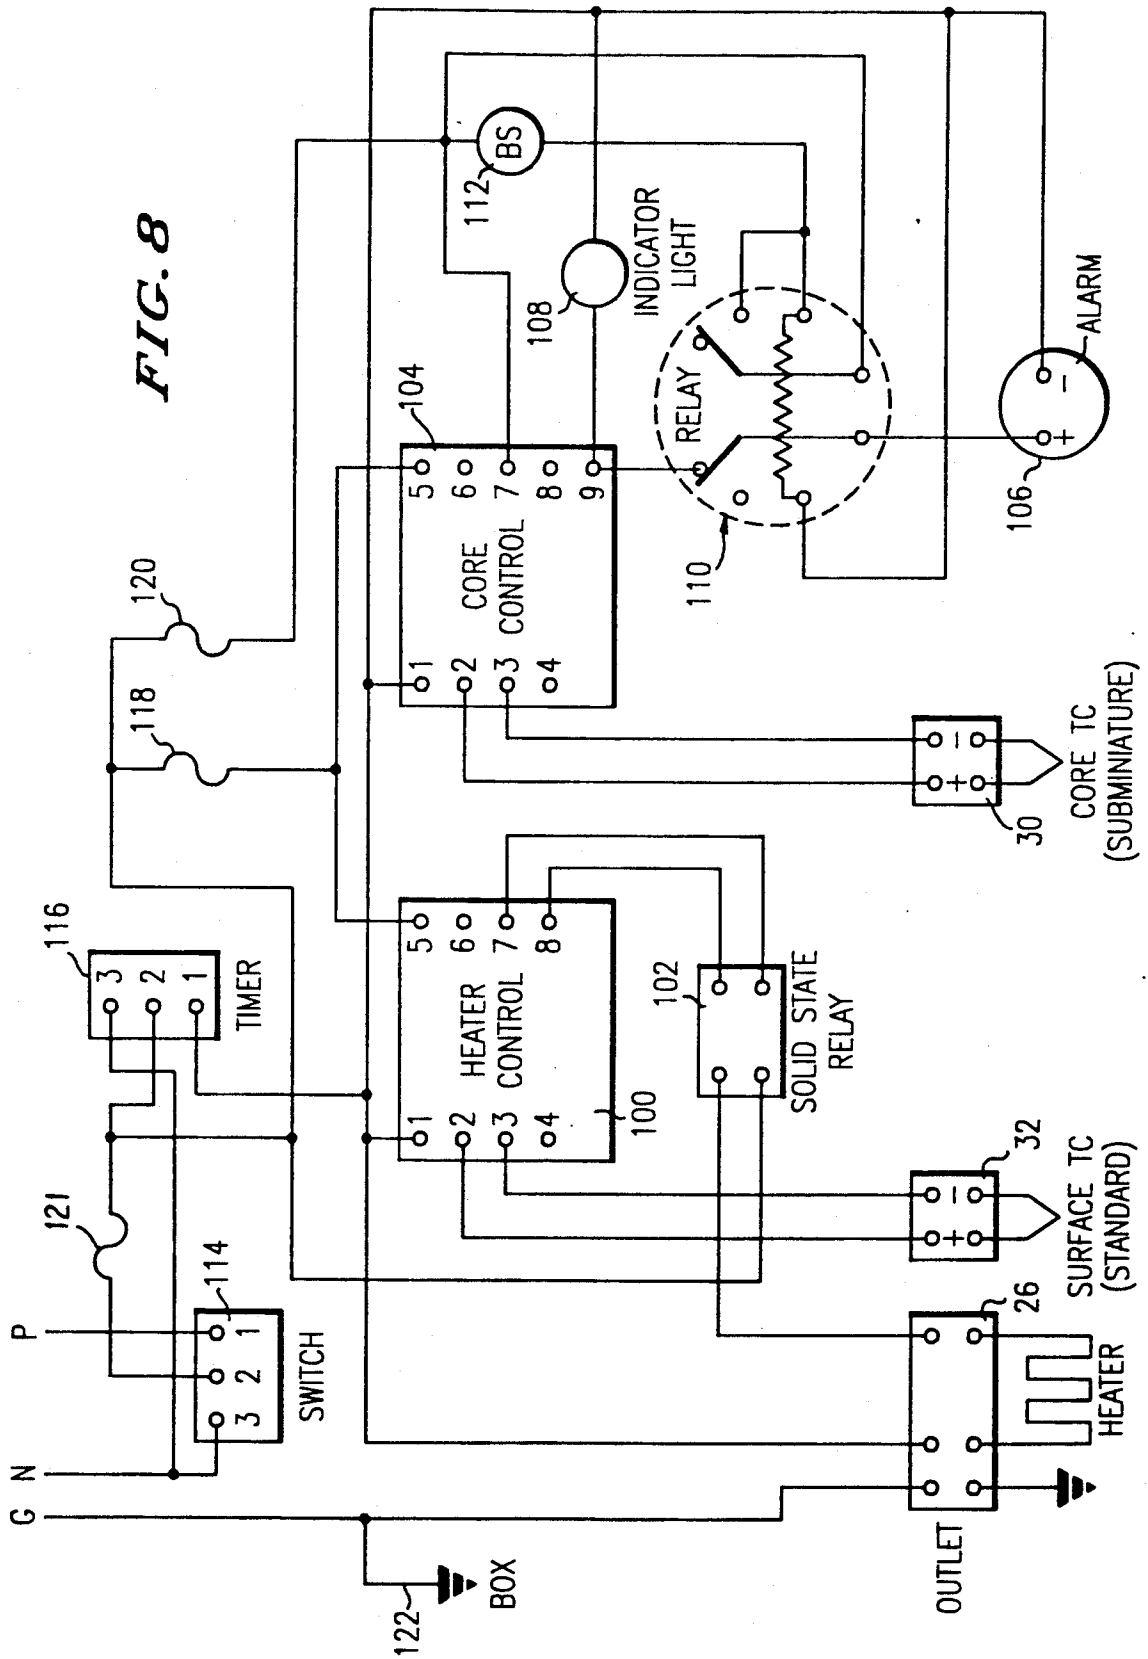 FIG. 8
G
N
P
121
114
3
2
1
SWITCH
122
BOX
116
3
2
1
TIMER
118
120
1
2
3
4
5
6
7
8
HEATER
CONTROL
100
1
2
3
4
5
6
7
8
9
CORE
CONTROL
104
112
BS
108
INDICATOR
LIGHT
RELAY
110
102
SOLID STATE
RELAY
OUTLET
26
HEATER
+
-
32
SURFACE TC
(STANDARD)
+
-
30
CORE TC
(SUBMINIATURE)
106
+
-
ALARM